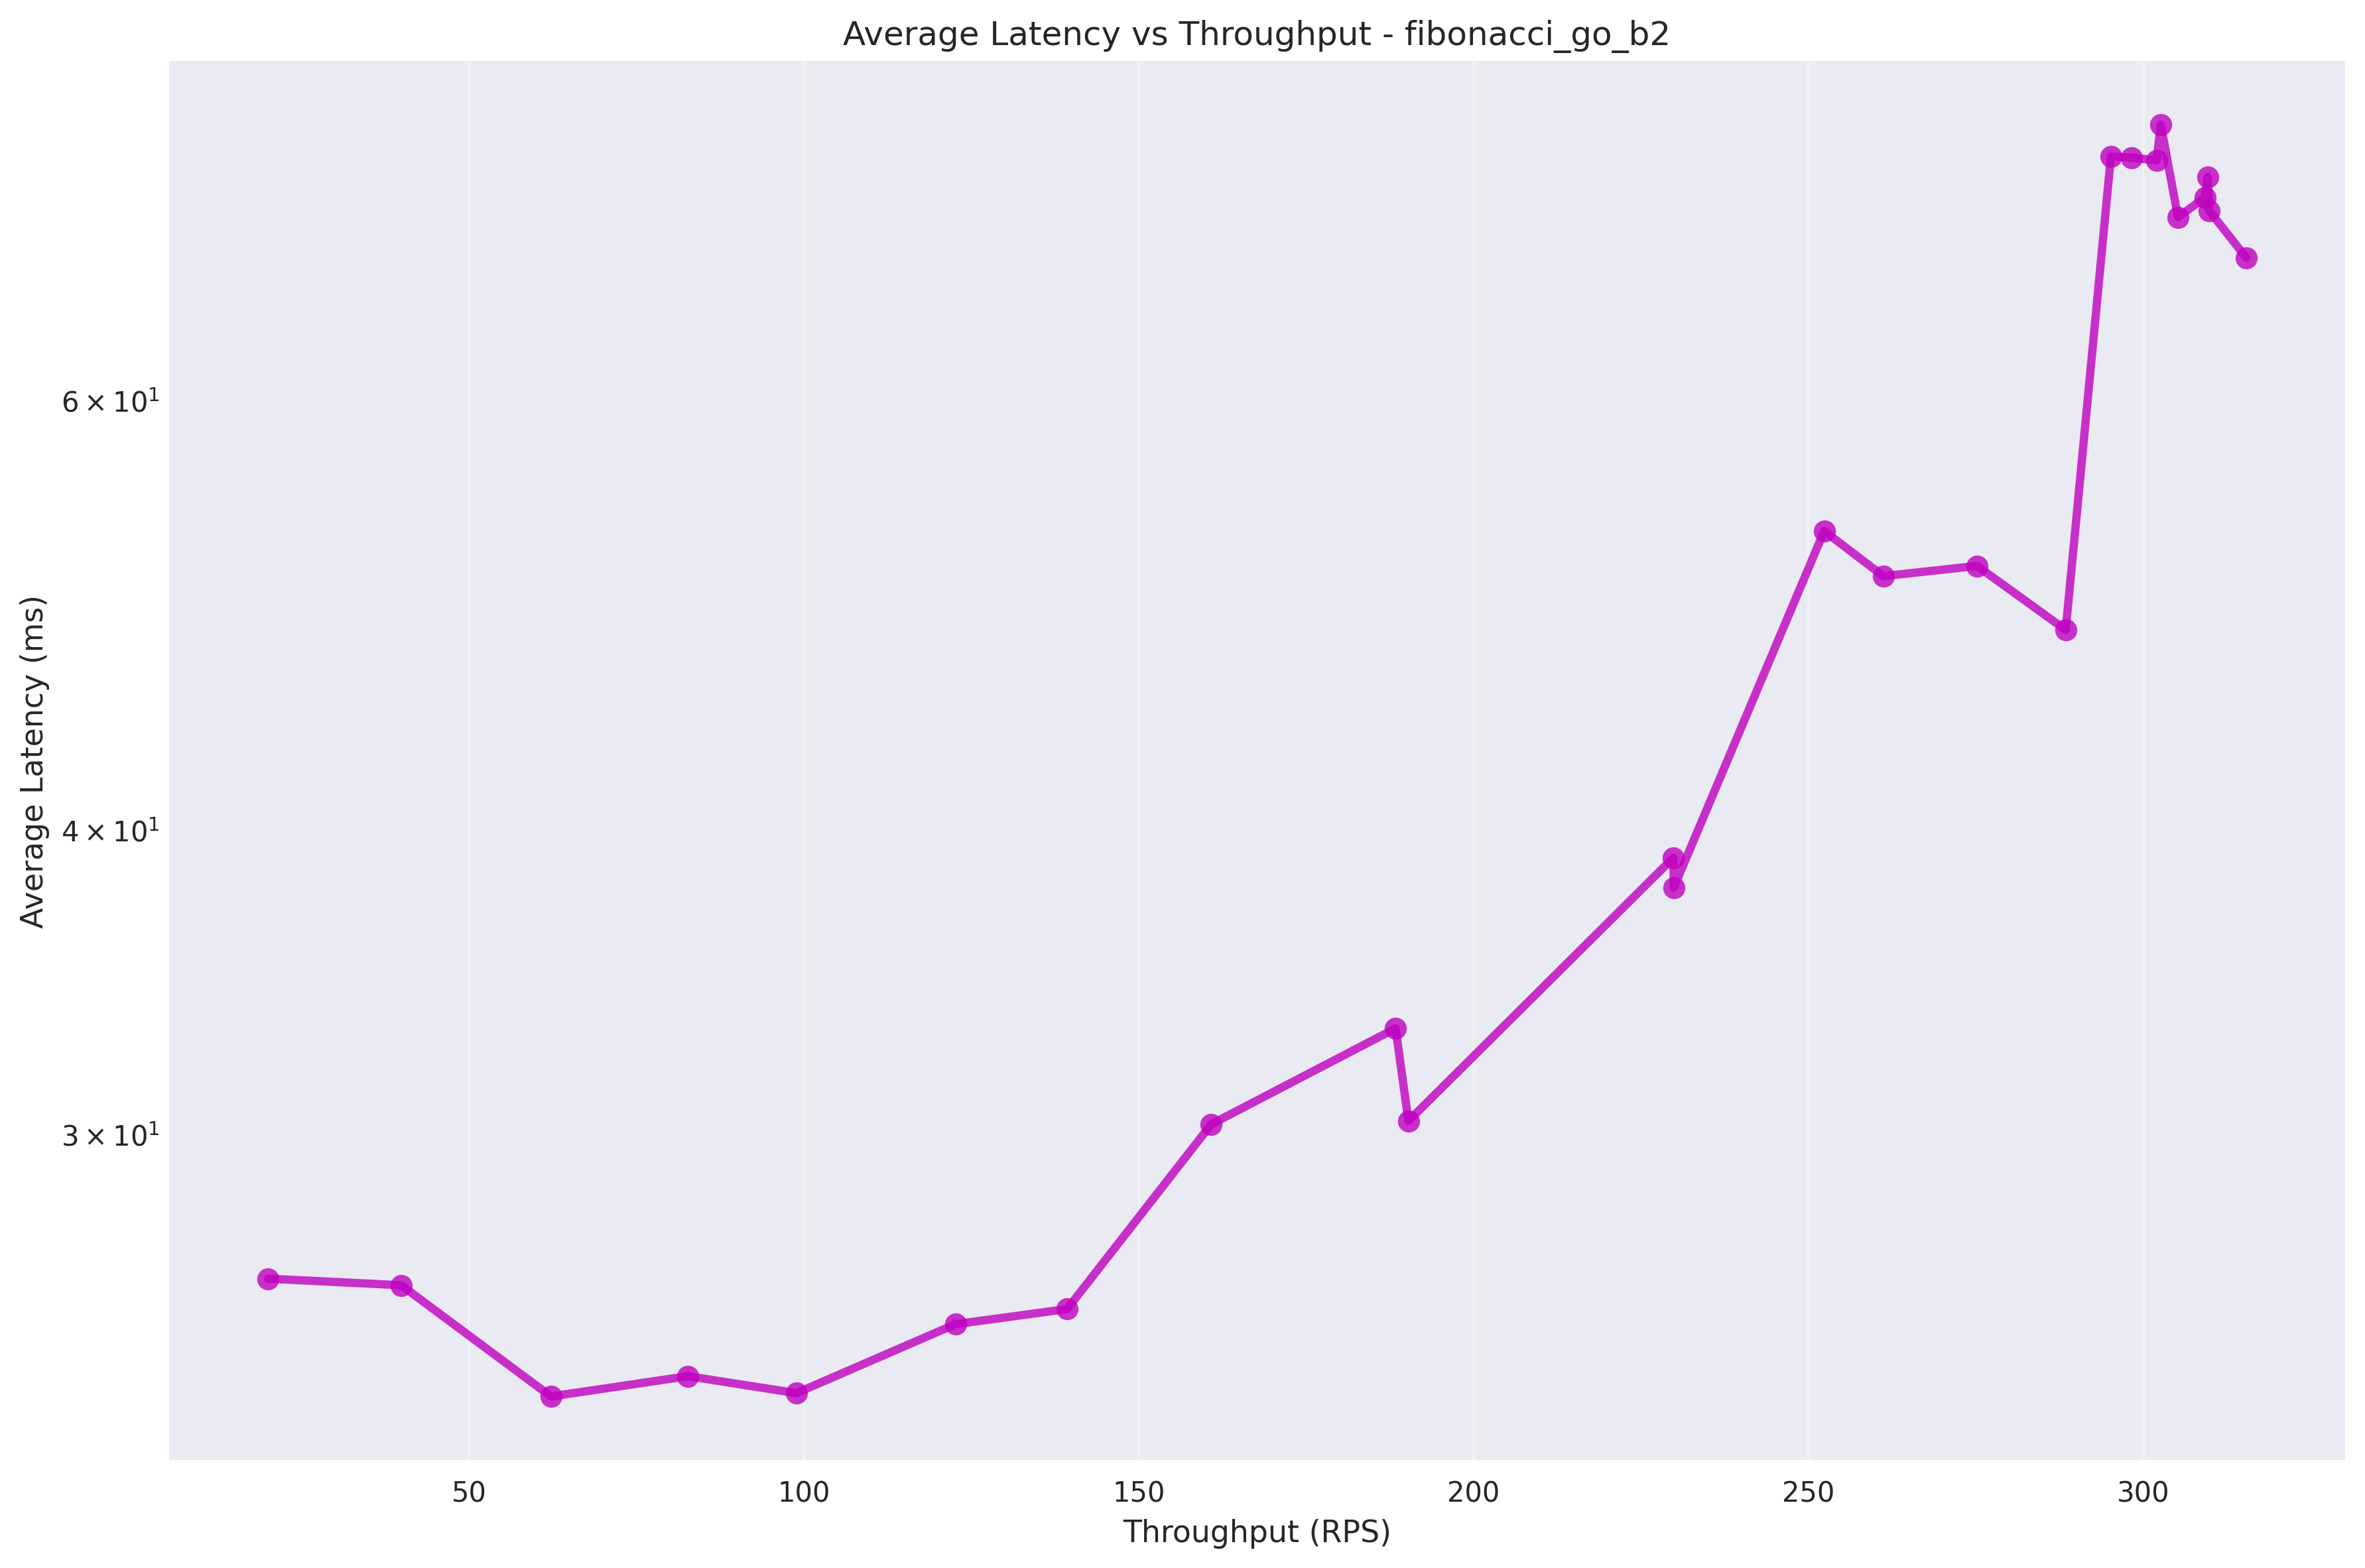 Average Latency vs Throughput - fibonacci_go_b2
Average Latency (ms)
6 × 10¹
4 × 10¹
3 × 10¹
50 100 150 200 250 300
Throughput (RPS)